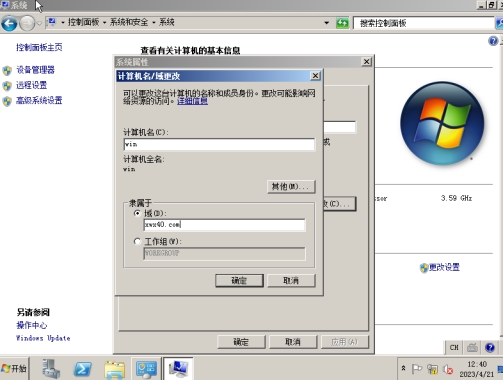 系统
控制面板 系统和安全 系统
搜索控制面板
控制面板主页
设备管理器
远程设置
高级系统设置
查看有关计算机的基本信息
系统属性
计算机名/域更改
可以更改这台计算机的名称和成员身份。更改可能影响网
络资源的访问。详细信息
计算机名(C):
win
计算机全名:
win
其他(M)...
改(C)...
3.59 GHz
隶属于
域(D):
xwx40.com
工作组(W):
WORKGROUP
确定 取消
更改设置
另请参阅
操作中心
Windows Update
确定 取消 应用(A)
CH
开始
12:40
2023/4/21